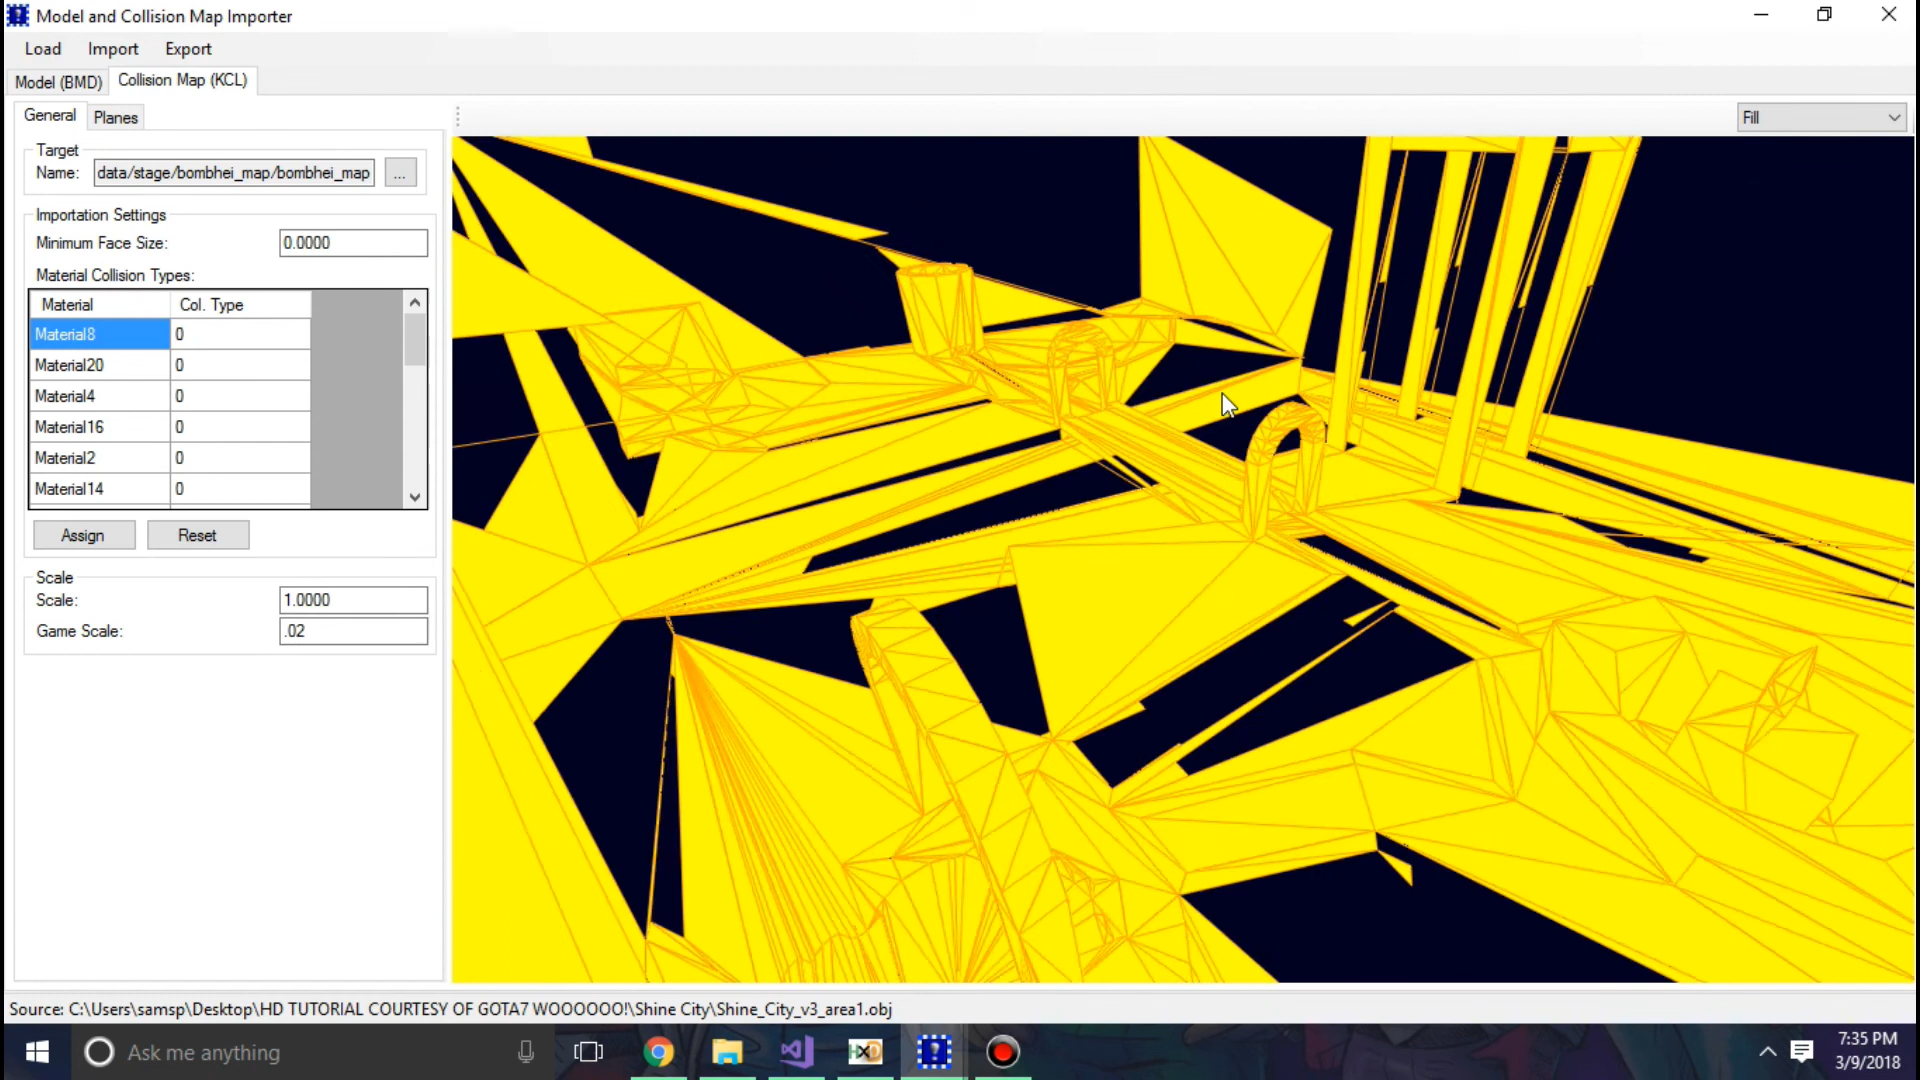 Model and Collision Map Importer
Load Import Export
Model (BMD) Collision Map (KCL)
General Planes
Fill
Target
Name: data/stage/bombhei_map/bombhei_map ...
Importation Settings
Minimum Face Size: 0.0000
Material Collision Types:
Material Col. Type
Material8 0
Material20 0
Material4 0
Material16 0
Material2 0
Material14 0
Assign Reset
Scale
Scale: 1.0000
Game Scale: .02
Source: C:\Users\samsp\Desktop\HD TUTORIAL COURTESY OF GOTA7 WOOOOOO!\Shine City\Shine_City_v3_area1.obj
Ask me anything
HXD
7:35 PM
3/9/2018